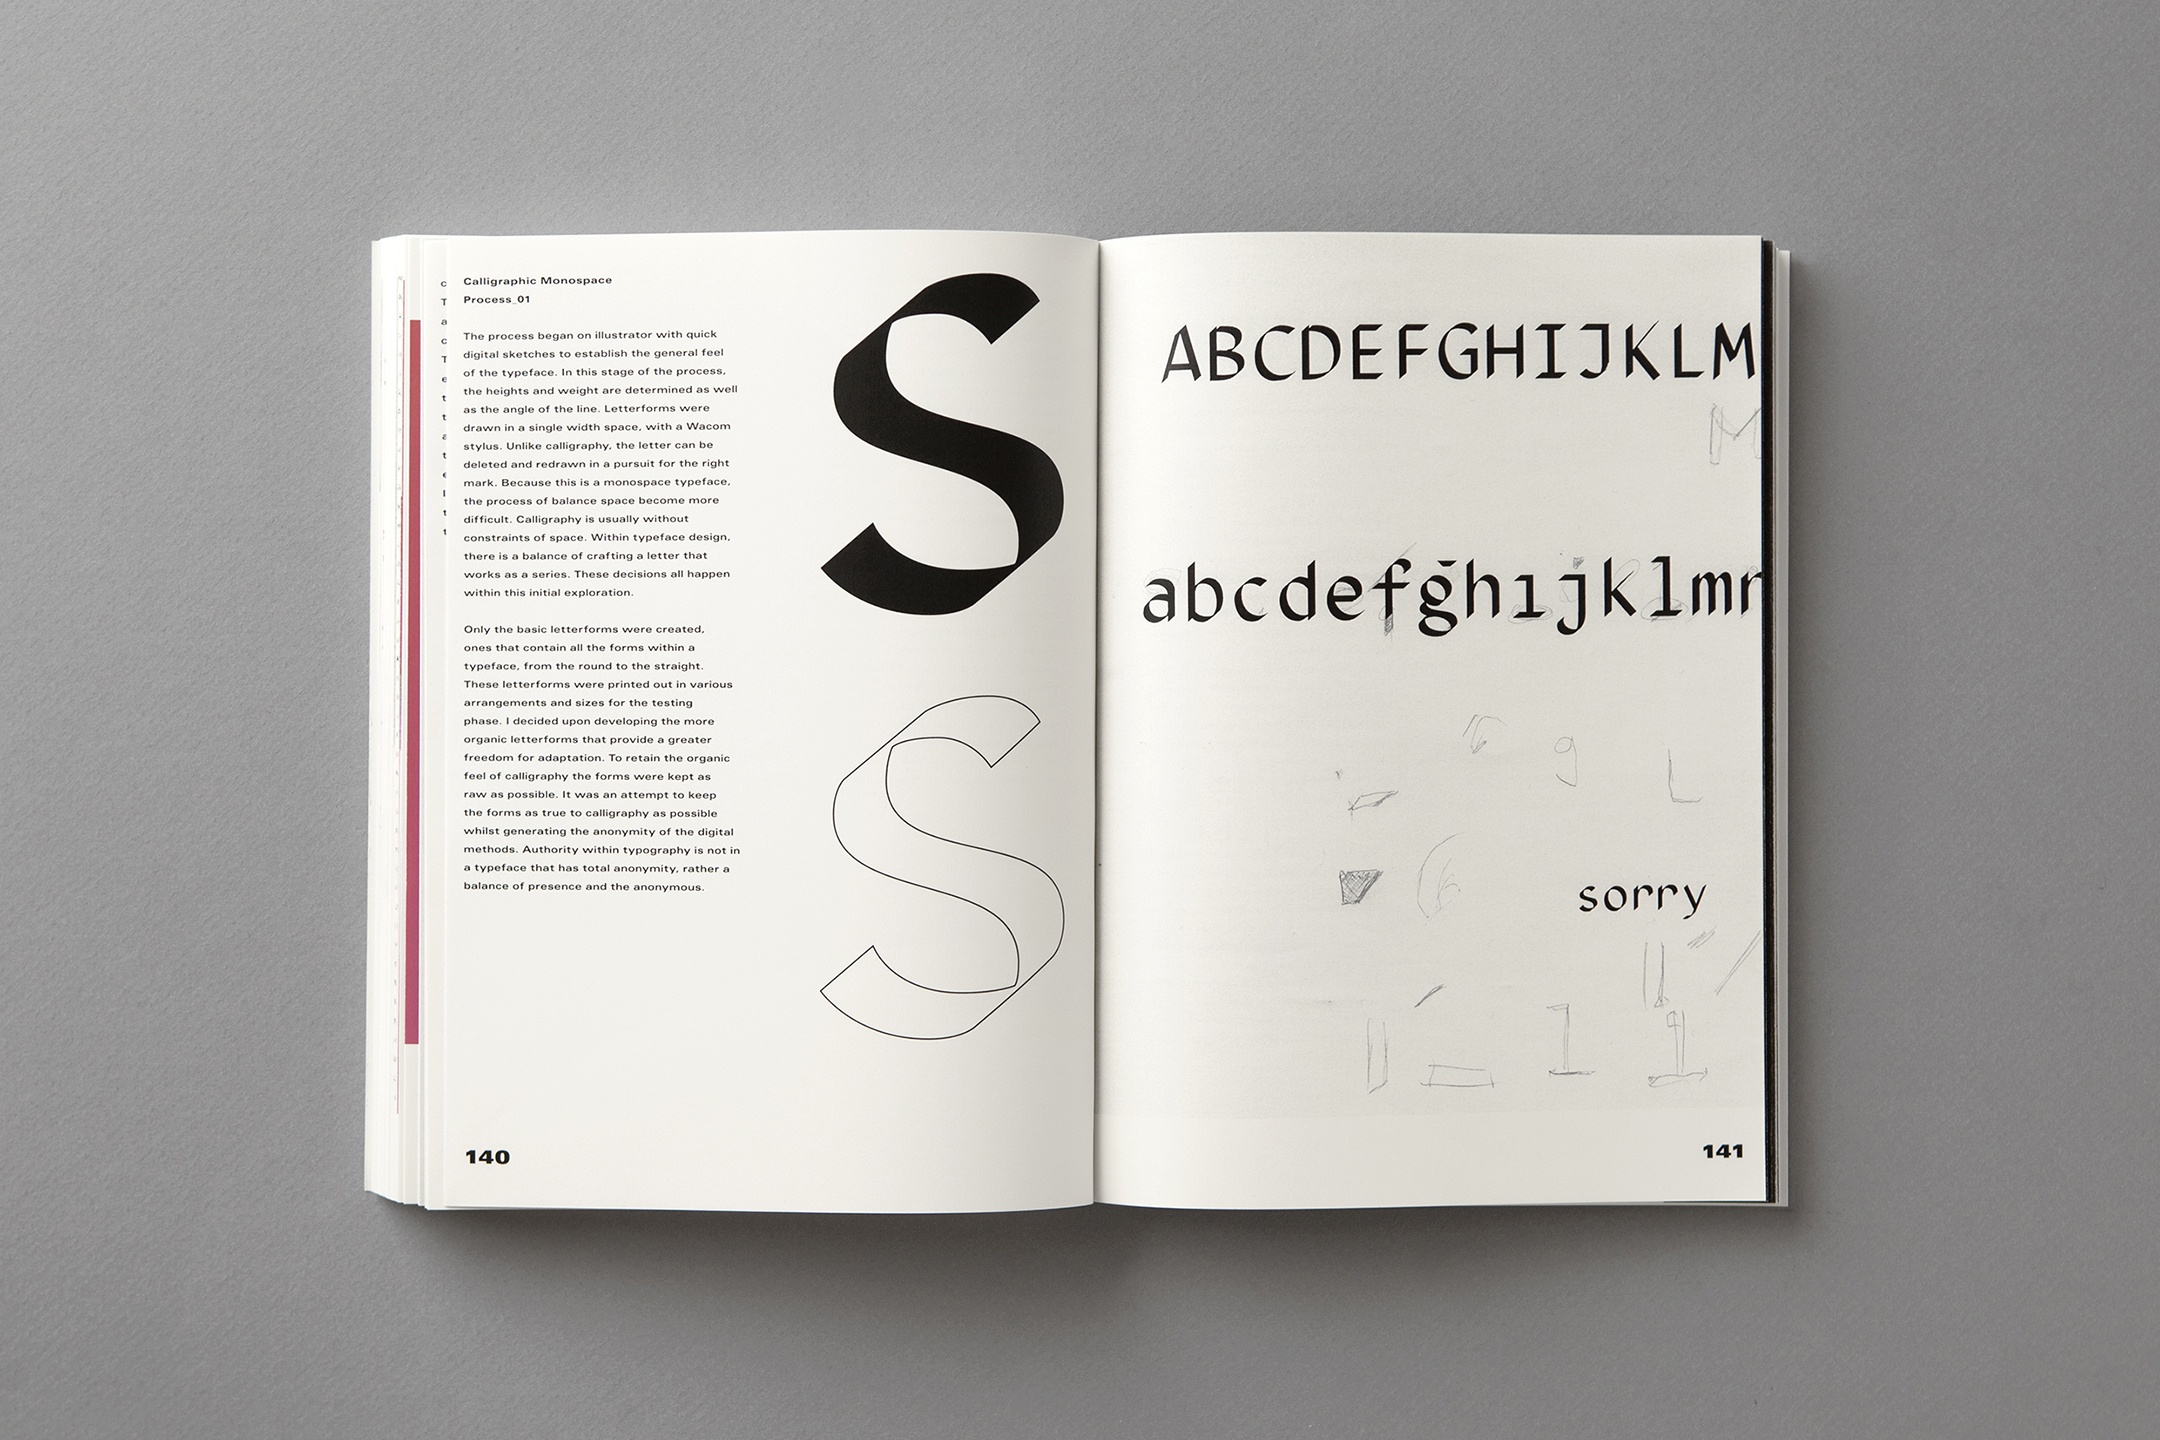 Calligraphic Monospace
Process_01
The process began on illustrator with quick
digital sketches to establish the general feel
of the typeface. In this stage of the process,
the heights and weight are determined as well
as the angle of the line. Letterforms were
drawn in a single width space, with a Wacom
stylus. Unlike calligraphy, the letter can be
deleted and redrawn in a pursuit for the right
mark. Because this is a monospace typeface,
the process of balance space become more
difficult. Calligraphy is usually without
constraints of space. Within typeface design,
there is a balance of crafting a letter that
works as a series. These decisions all happen
within this initial exploration.
Only the basic letterforms were created,
ones that contain all the forms within a
typeface, from the round to the straight.
These letterforms were printed out in various
arrangements and sizes for the testing
phase. I decided upon developing the more
organic letterforms that provide a greater
freedom for adaptation. To retain the organic
feel of calligraphy the forms were kept as
raw as possible. It was an attempt to keep
the forms as true to calligraphy as possible
whilst generating the anonymity of the digital
methods. Authority within typography is not in
a typeface that has total anonymity, rather a
balance of presence and the anonymous.
S
S
140
ABCDEFGHIJKLM
M
abcdefghıjklm
g L
sorry
1 1
141